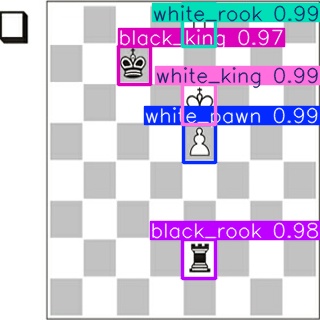 white_rook 0.99
black_king 0.97
white_king 0.99
white_pawn 0.99
black_rook 0.98